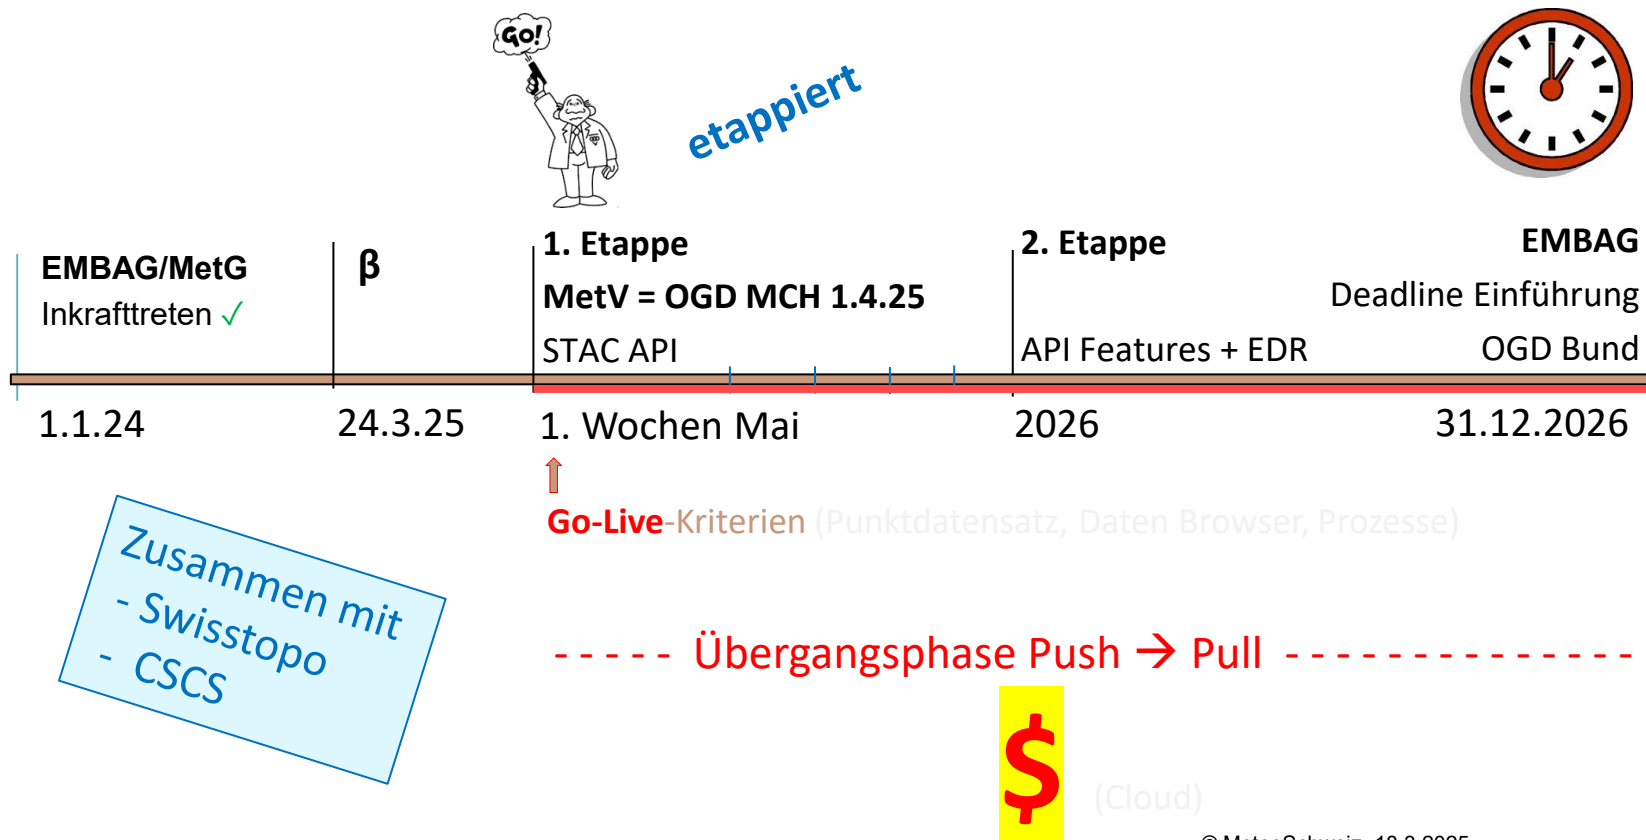 Go!
etappiert
EMBAG/MetG
Inkrafttreten ✓
β
1. Etappe
MetV = OGD MCH 1.4.25
STAC API
2. Etappe
API Features + EDR
EMBAG
Deadline Einführung
OGD Bund
1.1.24
24.3.25
1. Wochen Mai
2026
31.12.2026
Go-Live-Kriterien (Punktdatensatz, Daten Browser, Prozesse)
Zusammen mit
- Swisstopo
- CSCS
- - - - - Übergangsphase Push → Pull - - - - - - - - - - - - - -
$
(Cloud)